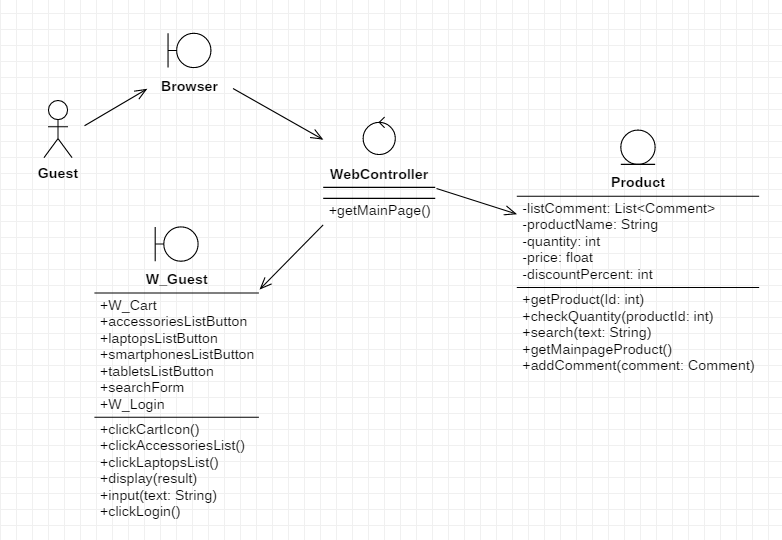 Browser
Guest
WebController
+getMainPage()
Product
-listComment: List<Comment>
-productName: String
-quantity: int
-price: float
-discountPercent: int
+getProduct(Id: int)
+checkQuantity(productId: int)
+search(text: String)
+getMainpageProduct()
+addComment(comment: Comment)
W_Guest
+W_Cart
+accessoriesListButton
+laptopsListButton
+smartphonesListButton
+tabletsListButton
+searchForm
+W_Login
+clickCartIcon()
+clickAccessoriesList()
+clickLaptopsList()
+display(result)
+input(text: String)
+clickLogin()